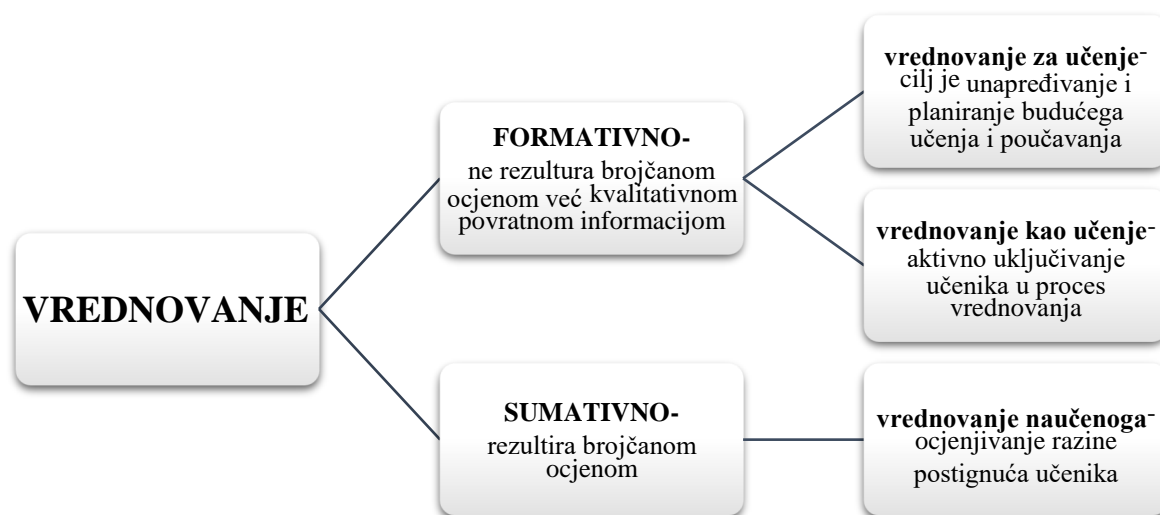 VREDNOVANJE
FORMATIVNO-
ne rezultura brojčanom
ocjenom već kvalitativnom
povratnom informacijom
SUMATIVNO-
rezultira brojčanom
ocjenom
vrednovanje za učenje-
cilj je unapređivanje i
planiranje budućega
učenja i poučavanja
vrednovanje kao učenje-
aktivno uključivanje
učenika u proces
vrednovanja
vrednovanje naučenoga-
ocjenjivanje razine
postignuća učenika